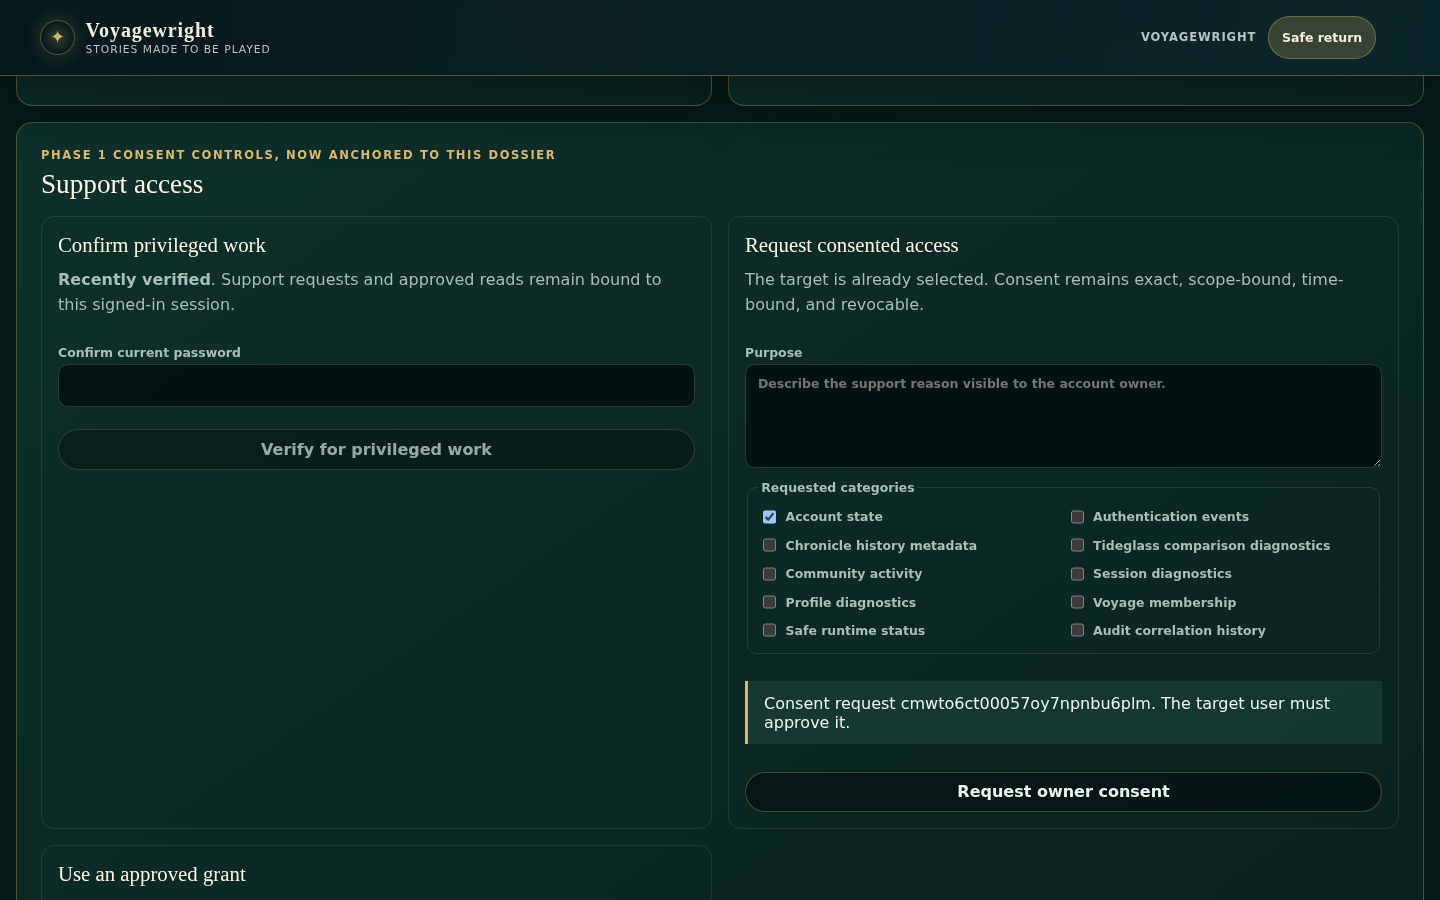 ✦
Voyagewright
STORIES MADE TO BE PLAYED
VOYAGEWRIGHT
Safe return
PHASE 1 CONSENT CONTROLS, NOW ANCHORED TO THIS DOSSIER
Support access
Confirm privileged work
Recently verified. Support requests and approved reads remain bound to
this signed-in session.
Confirm current password
Verify for privileged work
Request consented access
The target is already selected. Consent remains exact, scope-bound, time-
bound, and revocable.
Purpose
Describe the support reason visible to the account owner.
Requested categories
Account state
Authentication events
Chronicle history metadata
Tideglass comparison diagnostics
Community activity
Session diagnostics
Profile diagnostics
Voyage membership
Safe runtime status
Audit correlation history
Consent request cmwto6ct00057oy7npnbu6plm. The target user must
approve it.
Request owner consent
Use an approved grant